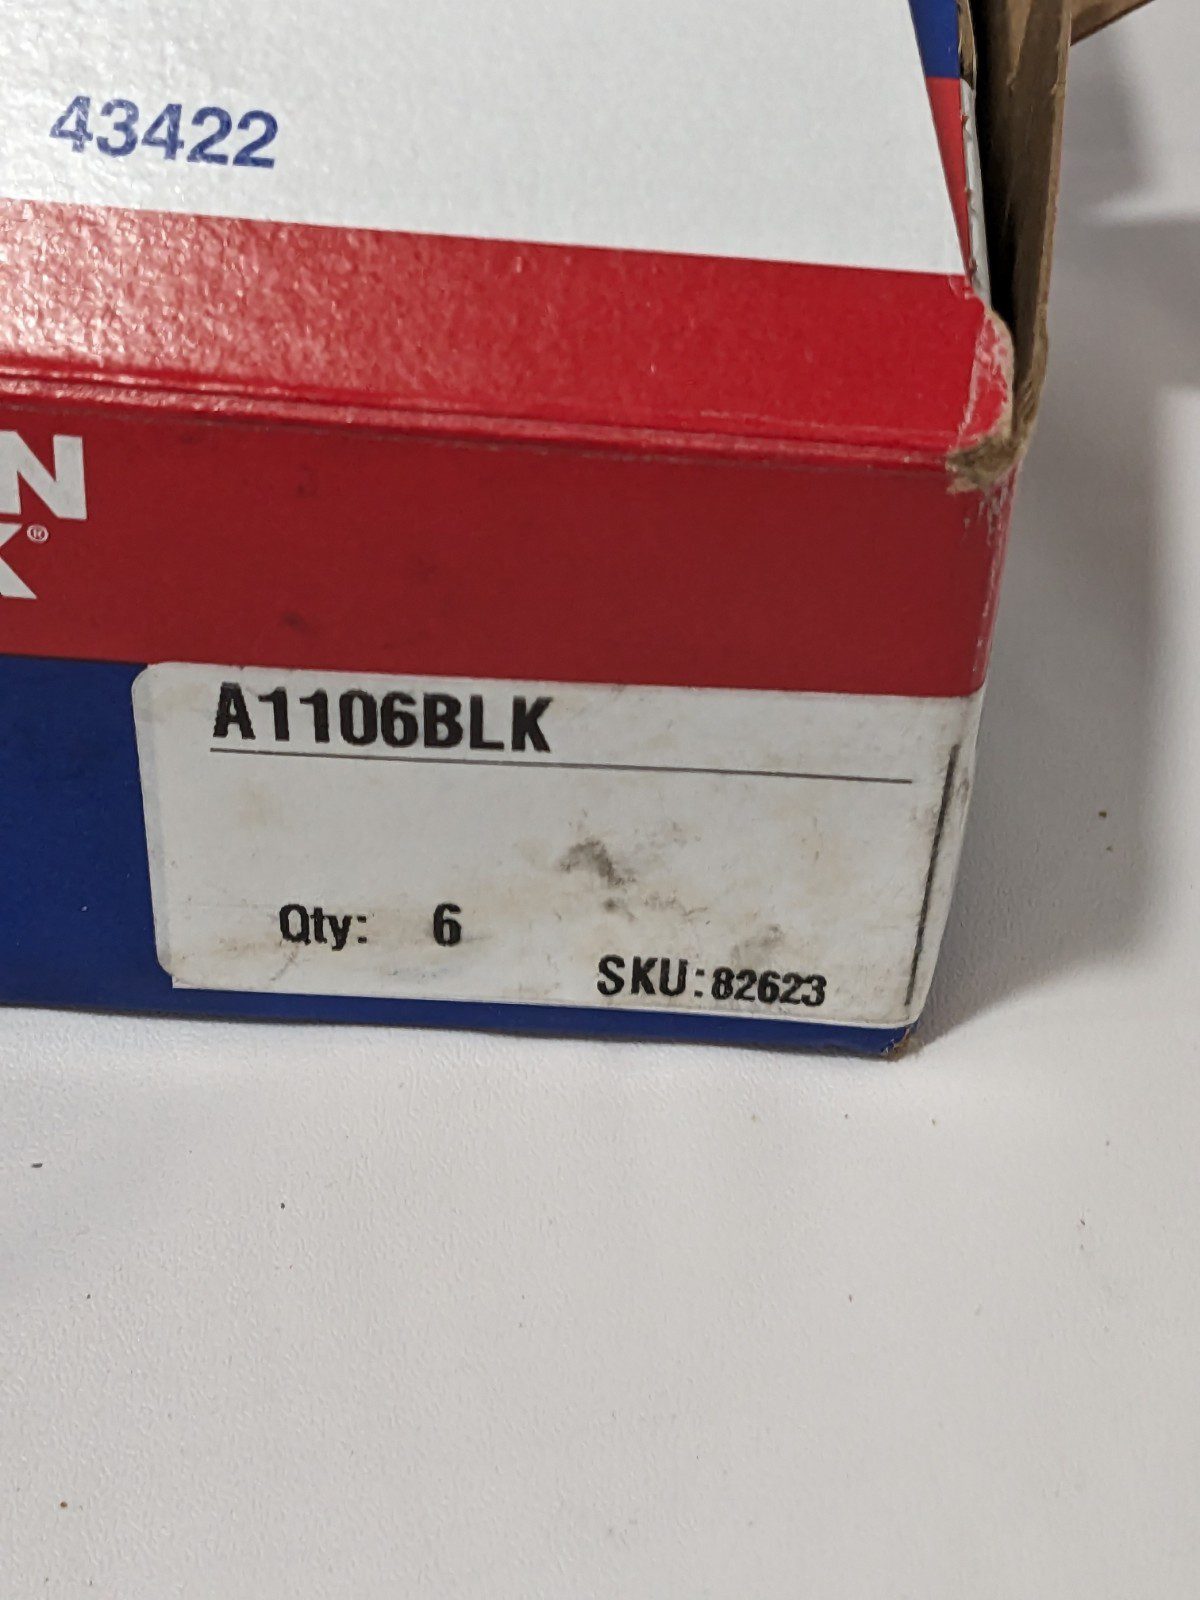 43422
N
K®
A1106BLK
Qty: 6
SKU:82623